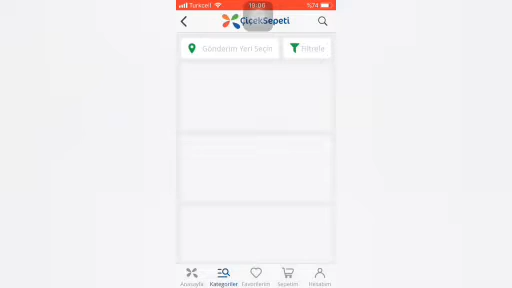 Turkcell 19:00 %74
ÇiçekSepeti
Gönderim Yeri Seçin Filtrele
Anasayfa Kategoriler Favorilerim Sepetim Hesabım